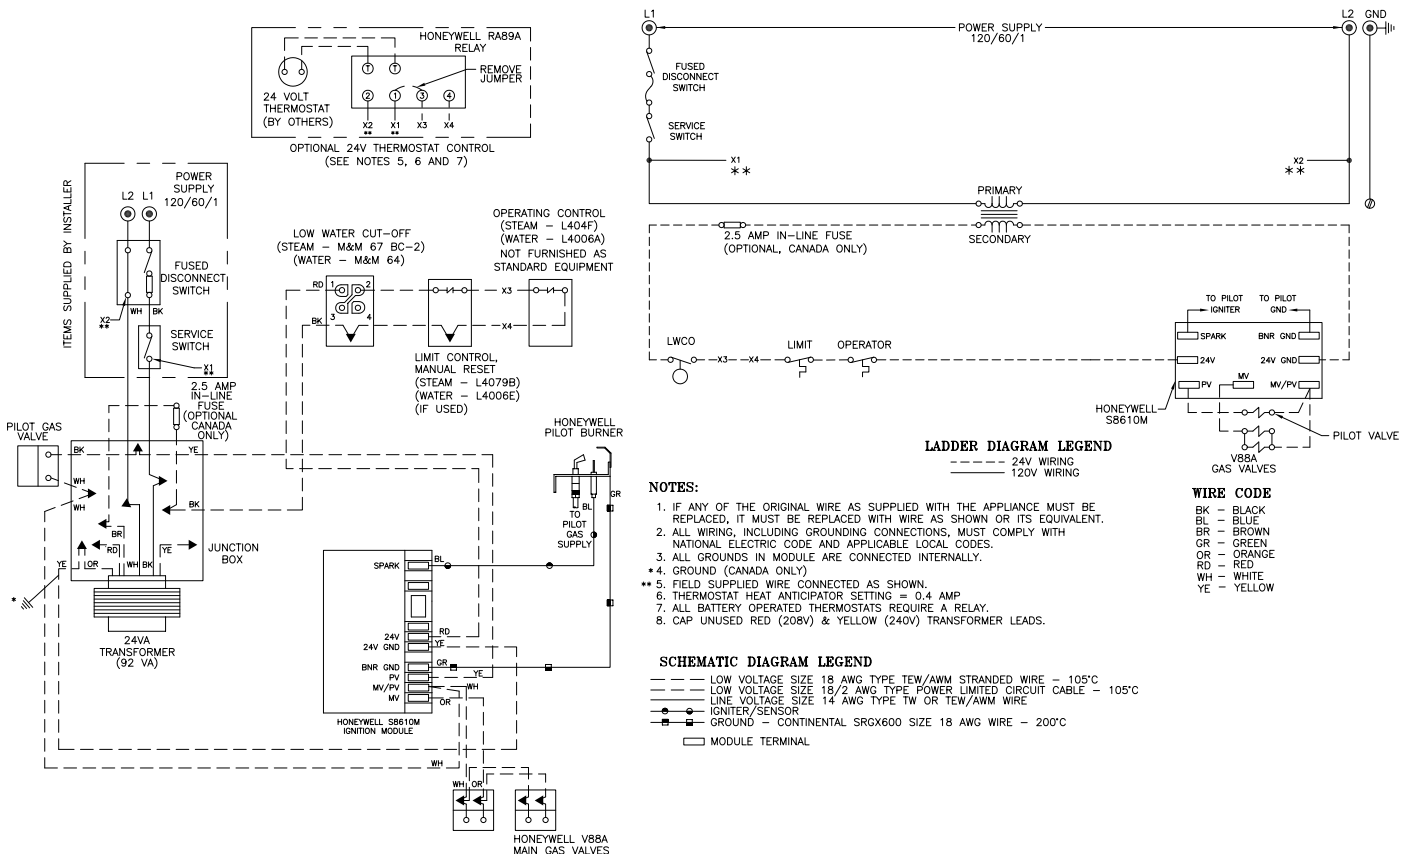 HONEYWELL RA89A
RELAY
T
T
REMOVE
JUMPER
2
1
3
4
24 VOLT
THERMOSTAT
(BY OTHERS)
X2
X1
X3
X4
**
**
OPTIONAL 24V THERMOSTAT CONTROL
(SEE NOTES 5, 6 AND 7)
ITEMS SUPPLIED BY INSTALLER
POWER
SUPPLY
120/60/1
L2
L1
FUSED
DISCONNECT
SWITCH
WH
BK
X2
**
SERVICE
SWITCH
X1
**
2.5 AMP
IN-LINE
FUSE
(OPTIONAL
CANADA
ONLY)
LOW WATER CUT-OFF
(STEAM - M&M 67 BC-2)
(WATER - M&M 64)
RD
1
2
BK
3
4
OPERATING CONTROL
(STEAM - L404F)
(WATER - L4006A)
NOT FURNISHED AS
STANDARD EQUIPMENT
X3
X4
LIMIT CONTROL,
MANUAL RESET
(STEAM - L4079B)
(WATER - L4006E)
(IF USED)
PILOT GAS
VALVE
BK
YE
WH
WH
BK
BR
RD
YE
YE
OR
WH
BK
JUNCTION
BOX
*
24VA
TRANSFORMER
(92 VA)
HONEYWELL
PILOT BURNER
GR
BL
TO
PILOT
GAS
SUPPLY
SPARK
BL
24V
RD
24V GND
YE
BNR GND
GR
PV
YE
MV/PV
WH
MV
OR
HONEYWELL S8610M
IGNITION MODULE
WH
WH
OR
HONEYWELL V88A
MAIN GAS VALVES
L1
POWER SUPPLY
120/60/1
L2
GND
FUSED
DISCONNECT
SWITCH
SERVICE
SWITCH
X1
**
X2
**
PRIMARY
SECONDARY
2.5 AMP IN-LINE FUSE
(OPTIONAL, CANADA ONLY)
LWCO
X3
X4
LIMIT
OPERATOR
TO PILOT
IGNITER
TO PILOT
GND
SPARK
BNR GND
24V
24V GND
PV
MV
MV/PV
HONEYWELL
S8610M
PILOT VALVE
V88A
GAS VALVES
LADDER DIAGRAM LEGEND
24V WIRING
120V WIRING
NOTES:
1. IF ANY OF THE ORIGINAL WIRE AS SUPPLIED WITH THE APPLIANCE MUST BE
REPLACED, IT MUST BE REPLACED WITH WIRE AS SHOWN OR ITS EQUIVALENT.
2. ALL WIRING, INCLUDING GROUNDING CONNECTIONS, MUST COMPLY WITH
NATIONAL ELECTRIC CODE AND APPLICABLE LOCAL CODES.
3. ALL GROUNDS IN MODULE ARE CONNECTED INTERNALLY.
* 4. GROUND (CANADA ONLY)
** 5. FIELD SUPPLIED WIRE CONNECTED AS SHOWN.
6. THERMOSTAT HEAT ANTICIPATOR SETTING = 0.4 AMP
7. ALL BATTERY OPERATED THERMOSTATS REQUIRE A RELAY.
8. CAP UNUSED RED (208V) & YELLOW (240V) TRANSFORMER LEADS.
WIRE CODE
BK - BLACK
BL - BLUE
BR - BROWN
GR - GREEN
OR - ORANGE
RD - RED
WH - WHITE
YE - YELLOW
SCHEMATIC DIAGRAM LEGEND
LOW VOLTAGE SIZE 18 AWG TYPE TEW/AWM STRANDED WIRE - 105°C
LOW VOLTAGE SIZE 18/2 AWG TYPE POWER LIMITED CIRCUIT CABLE - 105°C
LINE VOLTAGE SIZE 14 AWG TYPE TW OR TEW/AWM WIRE
IGNITER/SENSOR
GROUND - CONTINENTAL SRGX600 SIZE 18 AWG WIRE - 200°C
MODULE TERMINAL